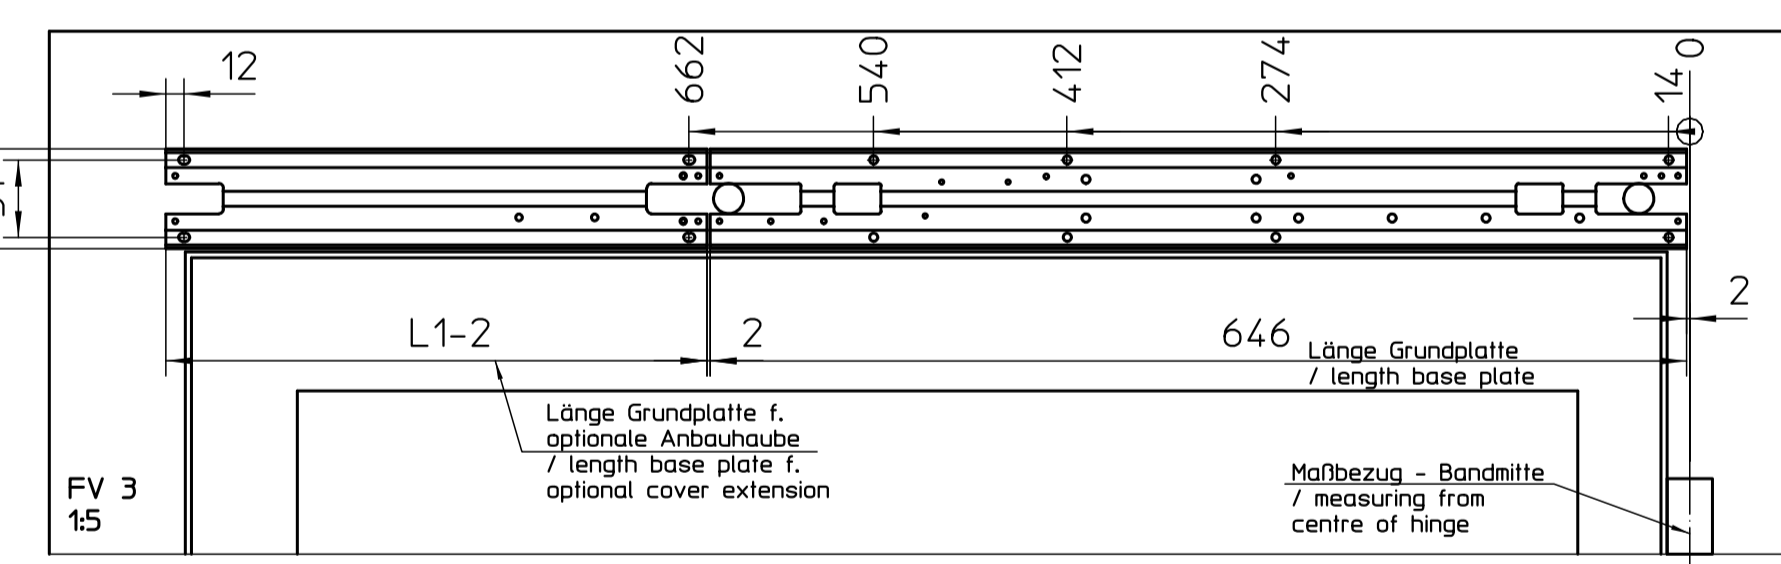 12
662
540
412
274
14
0
L1-2
2
646
2
Länge Grundplatte
/ length base plate
Länge Grundplatte f.
optionale Anbauhaube
/ length base plate f.
optional cover extension
Maßbezug - Bandmitte
/ measuring from
centre of hinge
FV 3
1:5